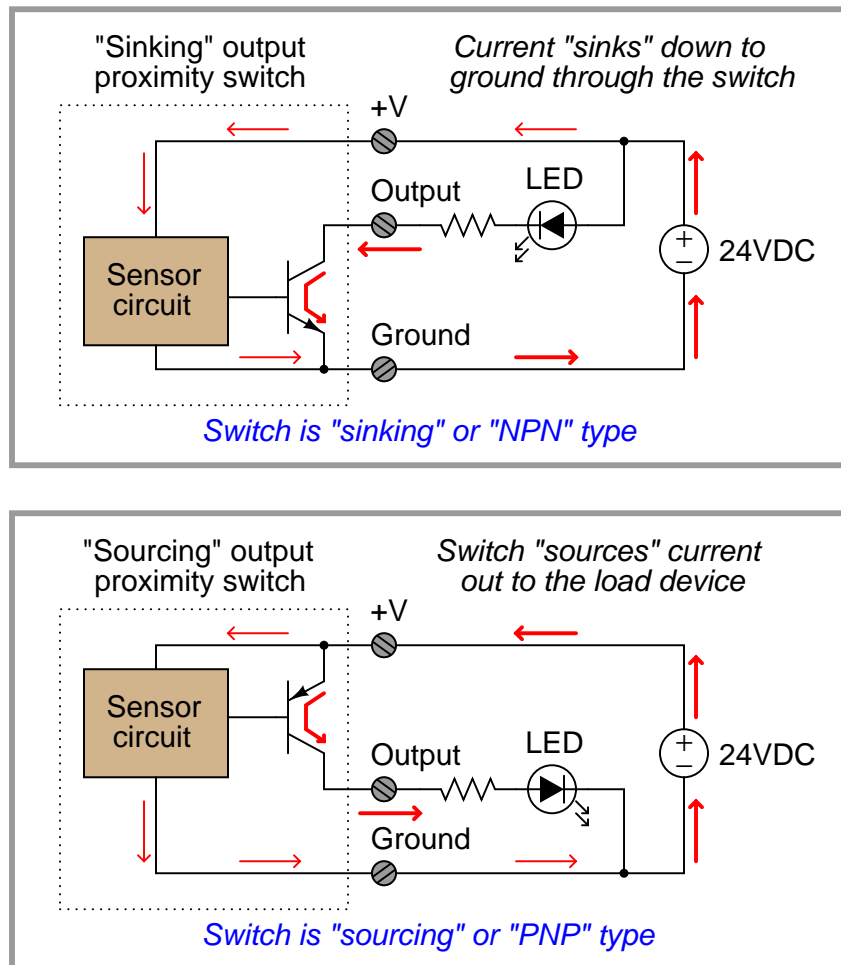 "Sinking" output
proximity switch
Current "sinks" down to
ground through the switch
+V
Output
LED
Sensor
circuit
+
−
24VDC
Ground
Switch is "sinking" or "NPN" type
"Sourcing" output
proximity switch
Switch "sources" current
out to the load device
+V
Sensor
circuit
Output
LED
+
−
24VDC
Ground
Switch is "sourcing" or "PNP" type